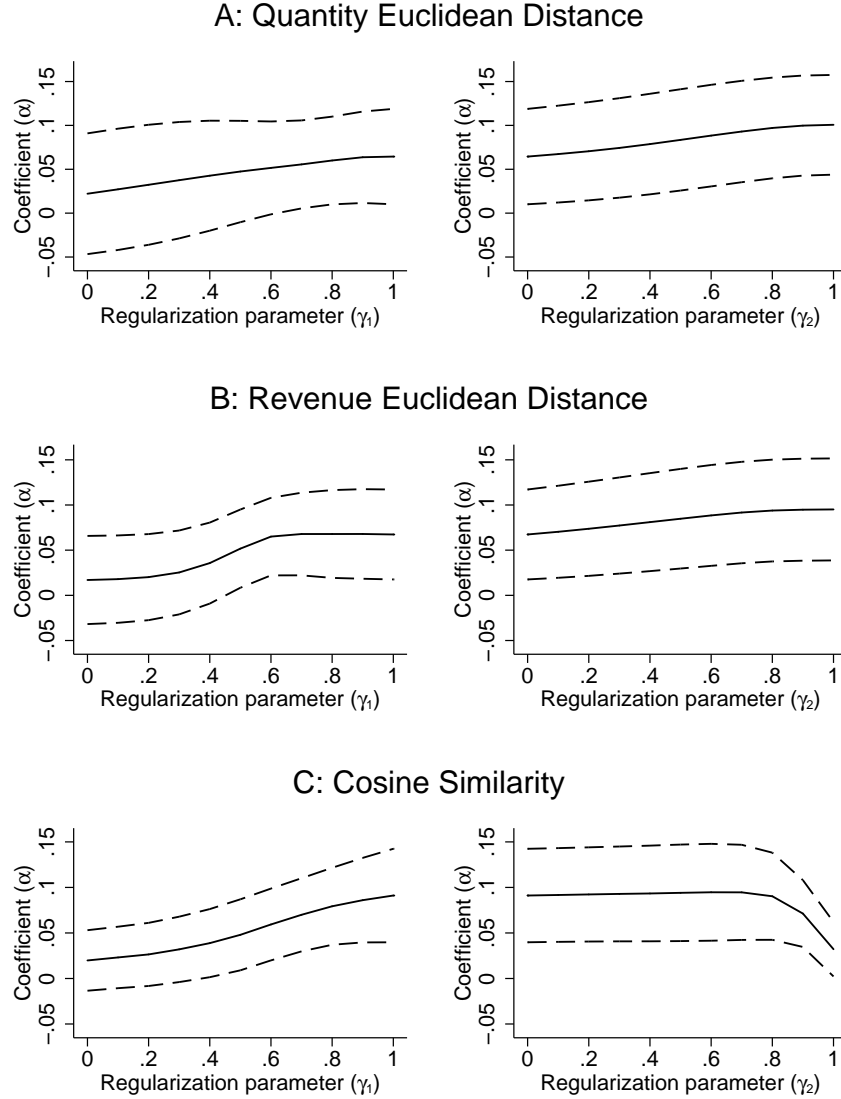 A: Quantity Euclidean Distance
Coefficient (α)
-.05 0 .05 .1 .15
0 .2 .4 .6 .8 1
Regularization parameter (γ₁)
Coefficient (α)
-.05 0 .05 .1 .15
0 .2 .4 .6 .8 1
Regularization parameter (γ₂)
B: Revenue Euclidean Distance
Coefficient (α)
-.05 0 .05 .1 .15
0 .2 .4 .6 .8 1
Regularization parameter (γ₁)
Coefficient (α)
-.05 0 .05 .1 .15
0 .2 .4 .6 .8 1
Regularization parameter (γ₂)
C: Cosine Similarity
Coefficient (α)
-.05 0 .05 .1 .15
0 .2 .4 .6 .8 1
Regularization parameter (γ₁)
Coefficient (α)
-.05 0 .05 .1 .15
0 .2 .4 .6 .8 1
Regularization parameter (γ₂)